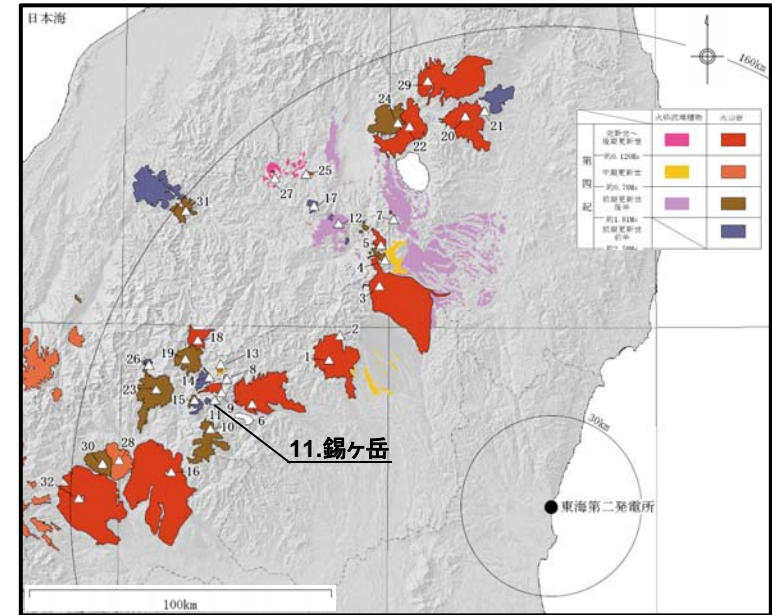 日本海
160km
火砕流堆積物
火山岩
第四紀
完新世~
後期更新世
約0.126Ma
中期更新世
約0.78Ma
前期更新世
後半
約1.81Ma
前期更新世
前半
約2.58Ma
29
24
21
20
22
25
27
17
31
12
7
5
4
3
18
2
1
13
19
26
8
14
23
15
9
11
6
10
30km
11.錫ヶ岳
30
28
16
32
東海第二発電所
100km